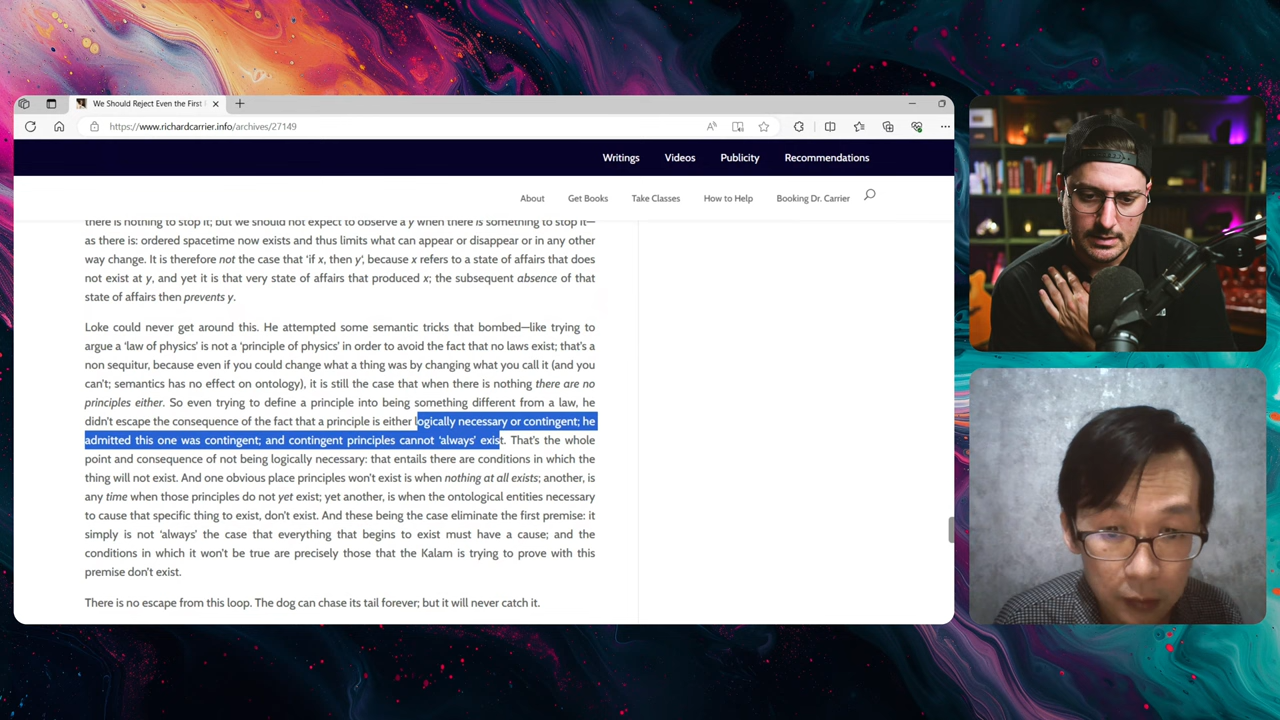 We Should Reject Even the First
https://www.richardcarrier.info/archives/27149
Writings Videos Publicity Recommendations
About Get Books Take Classes How to Help Booking Dr. Carrier
there is nothing to stop it; but we should not expect to observe a y when there is something to stop it—
as there is: ordered spacetime now exists and thus limits what can appear or disappear or in any other
way change. It is therefore not the case that 'if x, then y', because x refers to a state of affairs that does
not exist at y, and yet it is that very state of affairs that produced x; the subsequent absence of that
state of affairs then prevents y.
Loke could never get around this. He attempted some semantic tricks that bombed—like trying to
argue a 'law of physics' is not a 'principle of physics' in order to avoid the fact that no laws exist; that's a
non sequitur, because even if you could change what a thing was by changing what you call it (and you
can't; semantics has no effect on ontology), it is still the case that when there is nothing there are no
principles either. So even trying to define a principle into being something different from a law, he
didn't escape the consequence of the fact that a principle is either logically necessary or contingent; he
admitted this one was contingent; and contingent principles cannot 'always' exist. That's the whole
point and consequence of not being logically necessary: that entails there are conditions in which the
thing will not exist. And one obvious place principles won't exist is when nothing at all exists; another, is
any time when those principles do not yet exist; yet another, is when the ontological entities necessary
to cause that specific thing to exist, don't exist. And these being the case eliminate the first premise: it
simply is not 'always' the case that everything that begins to exist must have a cause; and the
conditions in which it won't be true are precisely those that the Kalam is trying to prove with this
premise don't exist.
There is no escape from this loop. The dog can chase its tail forever; but it will never catch it.